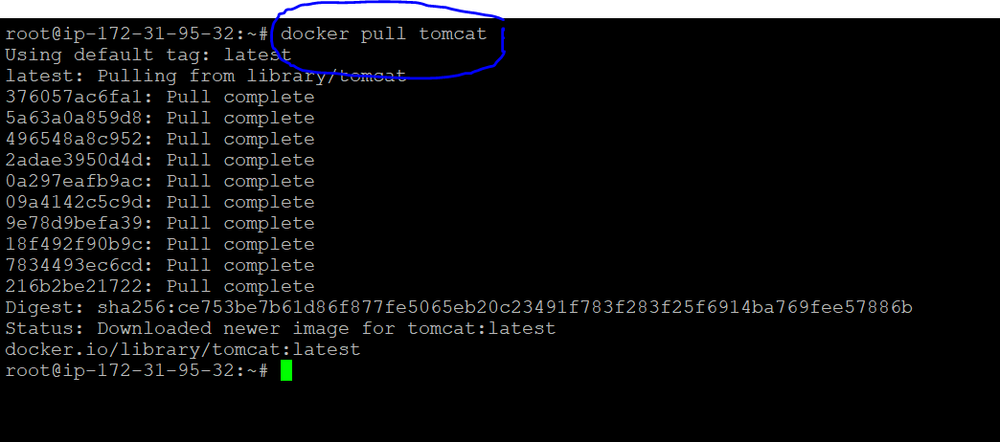 root@ip-172-31-95-32:~# docker pull tomcat
Using default tag: latest
latest: Pulling from library/tomcat
376057ac6fa1: Pull complete
5a63a0a859d8: Pull complete
496548a8c952: Pull complete
2adae3950d4d: Pull complete
0a297eafb9ac: Pull complete
09a4142c5c9d: Pull complete
9e78d9befa39: Pull complete
18f492f90b9c: Pull complete
7834493ec6cd: Pull complete
216b2be21722: Pull complete
Digest: sha256:ce753be7b61d86f877fe5065eb20c23491f783f283f25f6914ba769fee57886b
Status: Downloaded newer image for tomcat:latest
docker.io/library/tomcat:latest
root@ip-172-31-95-32:~#